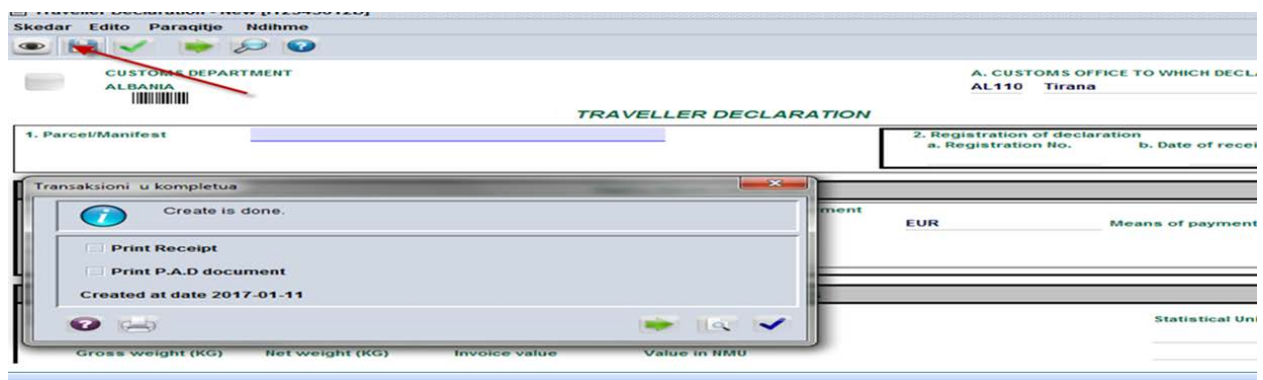 Traveller Declaration - New
Skedar Edito Paraqitje Ndihme
CUSTOMS DEPARTMENT
ALBANIA
A. CUSTOMS OFFICE TO WHICH DECL
AL110 Tirana
TRAVELLER DECLARATION
1. Parcel/Manifest
2. Registration of declaration
a. Registration No. b. Date of recei
Transaksioni u kompletua
Create is done.
Print Receipt
Print P.A.D document
Created at date 2017-01-11
ment
EUR Means of payment
Statistical Uni
Gross weight (KG) Net weight (KG) Invoice value Value in NMU